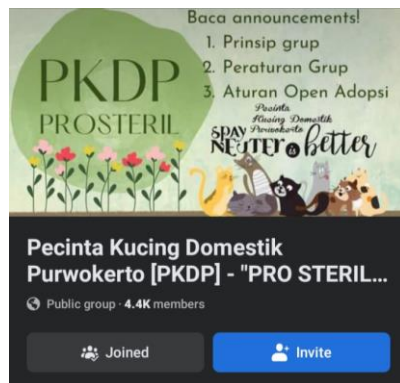 Baca announcements!
1. Prinsip grup
2. Peraturan Grup
3. Aturan Open Adopsi
PKDP
PROSTERIL
Pecinta
Kucing Domestik
Purwokerto
SPAY
NEUTER is better
Pecinta Kucing Domestik
Purwokerto [PKDP] - "PRO STERIL...
Public group · 4.4K members
Joined
Invite